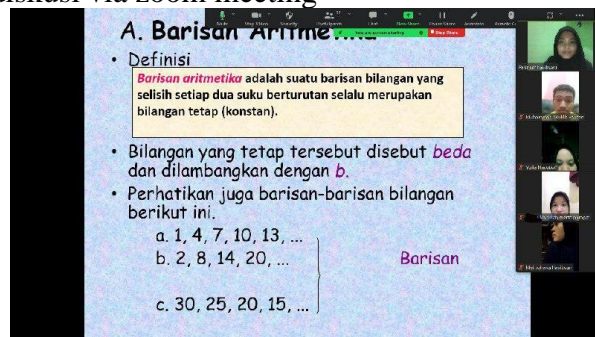 diskusi via zoom meeting
A. Barisan Aritmetika
• Definisi
Barisan aritmetika adalah suatu barisan bilangan yang
selisih setiap dua suku berturutan selalu merupakan
bilangan tetap (konstan).
• Bilangan yang tetap tersebut disebut beda
dan dilambangkan dengan b.
• Perhatikan juga barisan-barisan bilangan
berikut ini.
a. 1, 4, 7, 10, 13, ...
b. 2, 8, 14, 20, ...
Barisan
c. 30, 25, 20, 15, ...